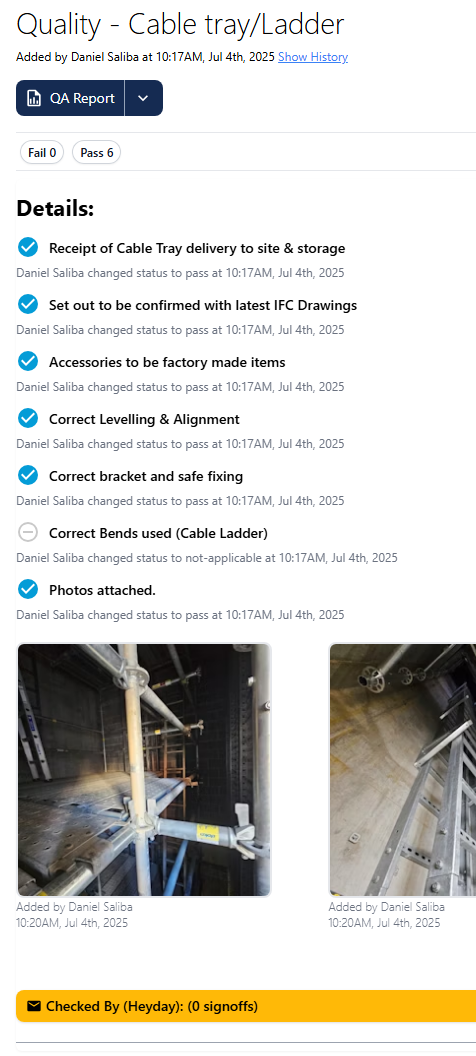 Quality - Cable tray/Ladder
Added by Daniel Saliba at 10:17AM, Jul 4th, 2025 Show History
QA Report
Fail 0 Pass 6
Details:
Receipt of Cable Tray delivery to site & storage
Daniel Saliba changed status to pass at 10:17AM, Jul 4th, 2025
Set out to be confirmed with latest IFC Drawings
Daniel Saliba changed status to pass at 10:17AM, Jul 4th, 2025
Accessories to be factory made items
Daniel Saliba changed status to pass at 10:17AM, Jul 4th, 2025
Correct Levelling & Alignment
Daniel Saliba changed status to pass at 10:17AM, Jul 4th, 2025
Correct bracket and safe fixing
Daniel Saliba changed status to pass at 10:17AM, Jul 4th, 2025
Correct Bends used (Cable Ladder)
Daniel Saliba changed status to not-applicable at 10:17AM, Jul 4th, 2025
Photos attached.
Daniel Saliba changed status to pass at 10:17AM, Jul 4th, 2025
Added by Daniel Saliba Added by Daniel Saliba
10:20AM, Jul 4th, 2025 10:20AM, Jul 4th, 2025
Checked By (Heyday): (0 signoffs)